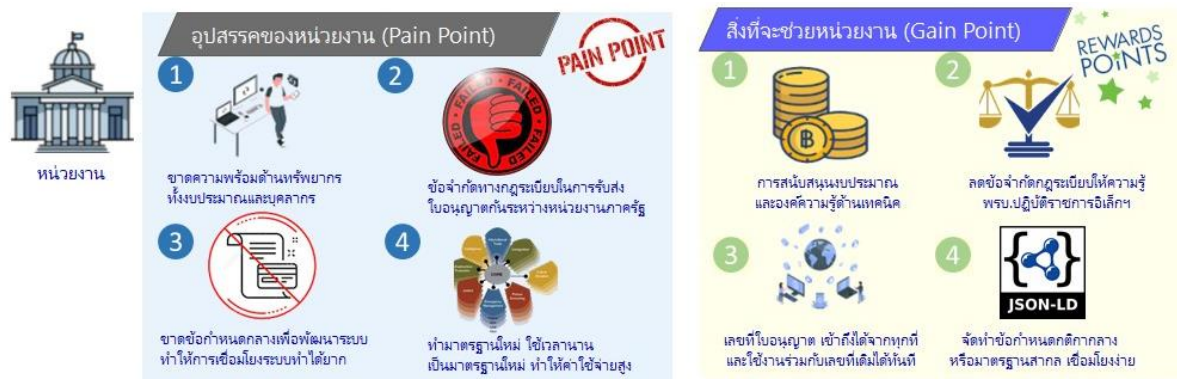 หน่วยงาน
อุปสรรคของหน่วยงาน (Pain Point)
PAIN POINT
1
ขาดความพร้อมด้านทรัพยากร
ทั้งงบประมาณและบุคลากร
2
FAILED • FAILED • FAILED • FAILED
ข้อจำกัดทางกฎระเบียบในการรับส่ง
ใบอนุญาตกันระหว่างหน่วยงานภาครัฐ
3
ขาดข้อกำหนดกลางเพื่อพัฒนาระบบ
ทำให้การเชื่อมโยงระบบทำได้ยาก
4
ทำมาตรฐานใหม่ ใช้เวลานาน
เป็นมาตรฐานใหม่ ทำให้ค่าใช้จ่ายสูง
สิ่งที่จะช่วยหน่วยงาน (Gain Point)
REWARDS
POiNTS
1
การสนับสนุนงบประมาณ
และองค์ความรู้ด้านเทคนิค
2
ลดข้อจำกัดกฎระเบียบให้ความรู้
พรบ.ปฏิบัติราชการอิเล็กฯ
3
เลขที่ใบอนุญาต เข้าถึงได้จากทุกที่
และใช้งานร่วมกับเลขที่เดิมได้ทันที
4
JSON-LD
จัดทำข้อกำหนดกติกากลาง
หรือมาตรฐานสากล เชื่อมโยงง่าย